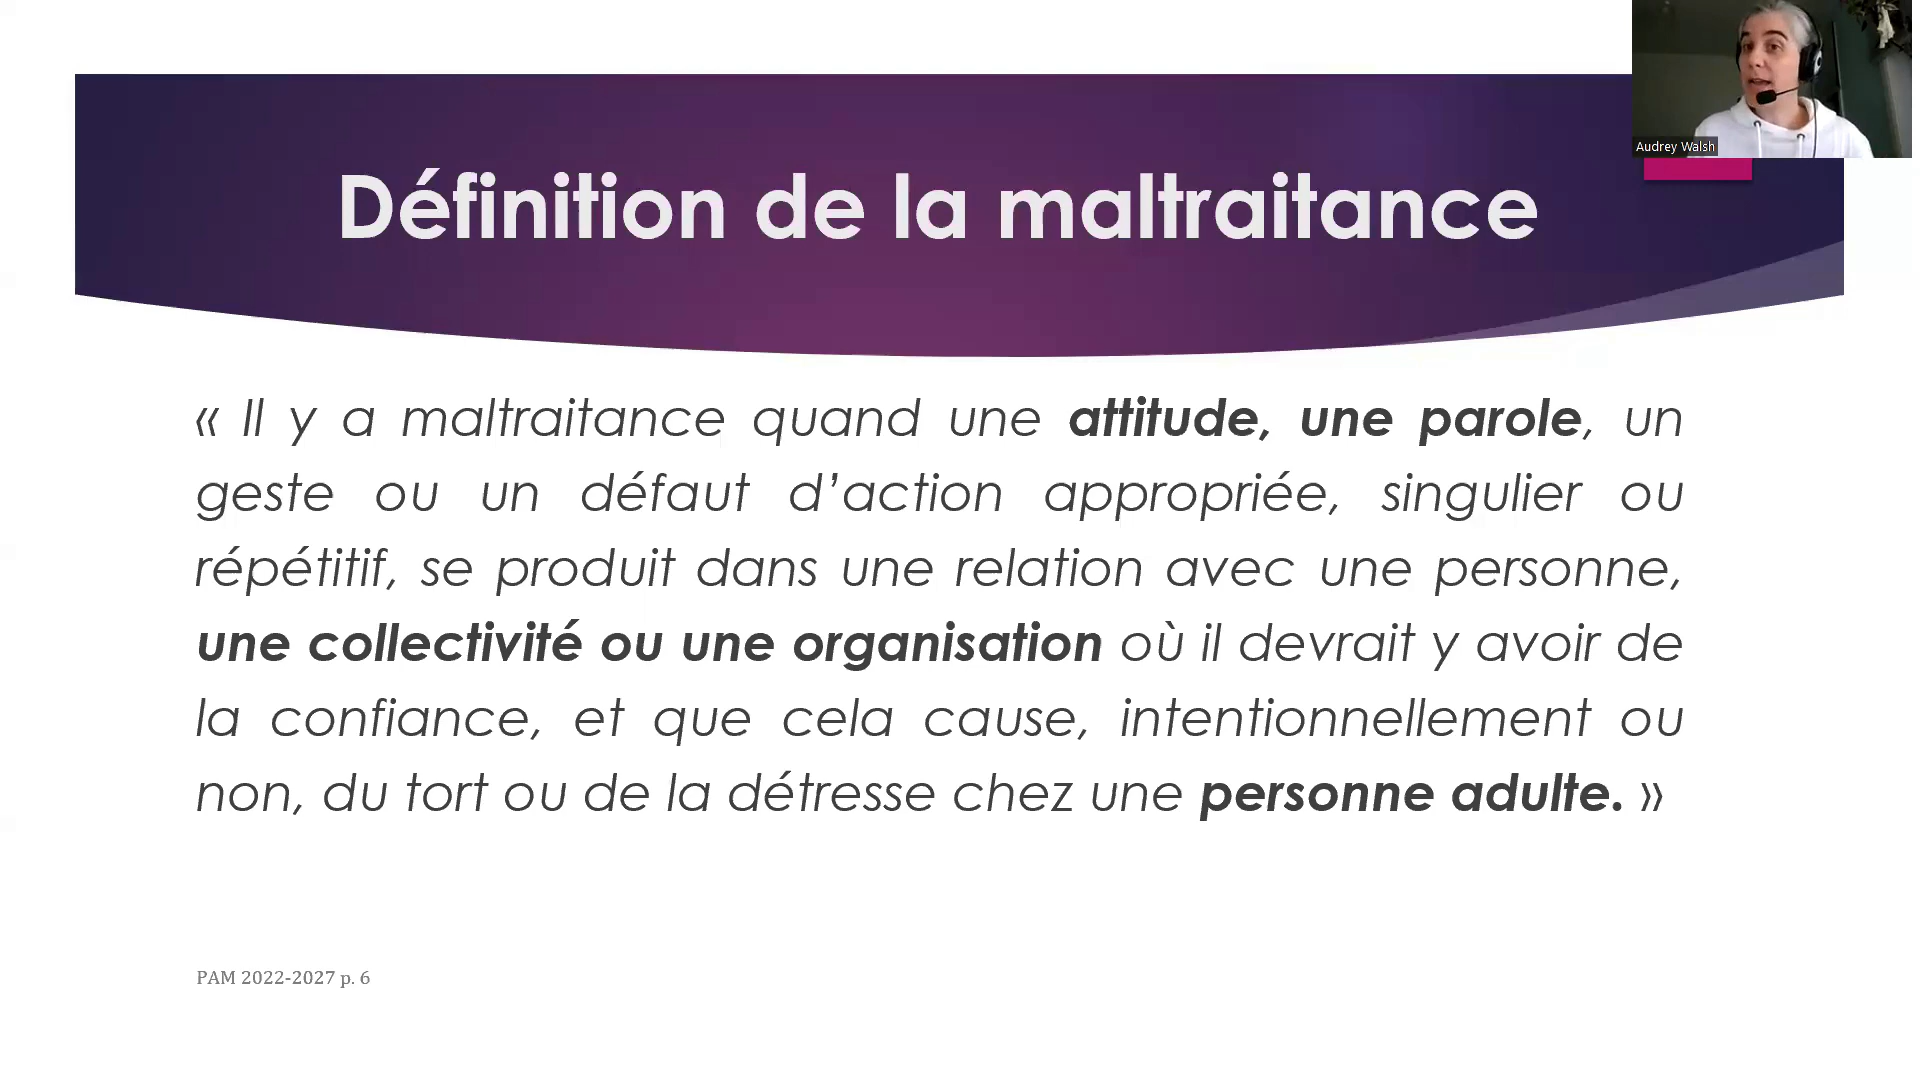 Audrey Walsh
Définition de la maltraitance
« Il y a maltraitance quand une attitude, une parole, un
geste ou un défaut d’action appropriée, singulier ou
répétitif, se produit dans une relation avec une personne,
une collectivité ou une organisation où il devrait y avoir de
la confiance, et que cela cause, intentionnellement ou
non, du tort ou de la détresse chez une personne adulte. »
PAM 2022-2027 p. 6